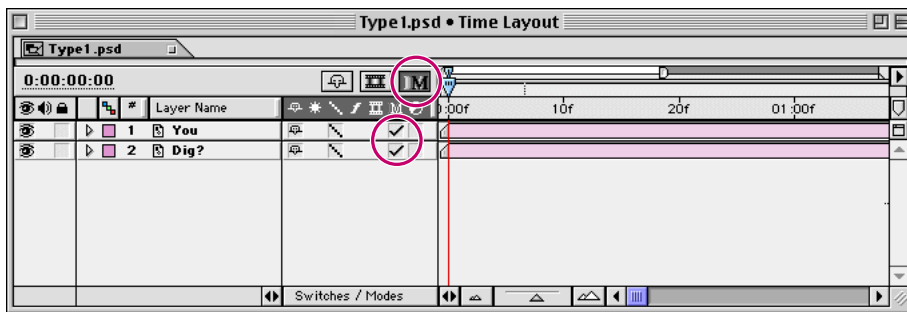 Type1.psd • Time Layout
Type1.psd
0:00:00:00 M
# Layer Name M :00f 10f 20f 01:00f
1 You
2 Dig?
Switches / Modes